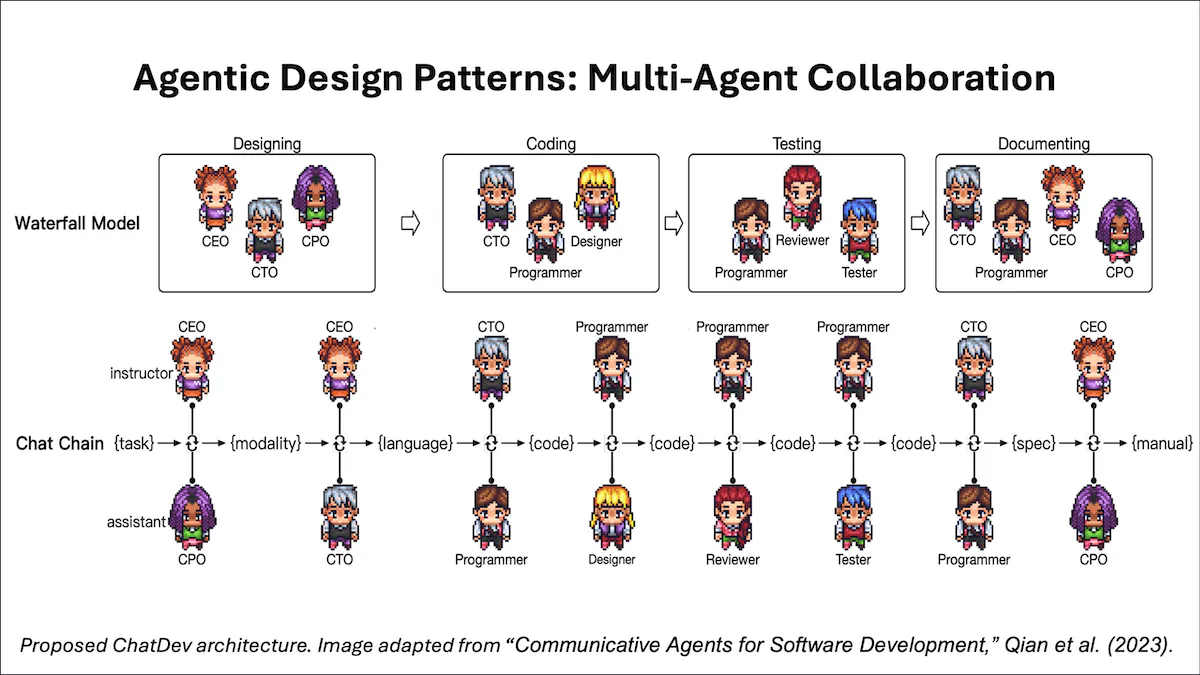 Agentic Design Patterns: Multi-Agent Collaboration
Designing
Coding
Testing
Documenting
Waterfall Model
CEO
CTO
CPO
CTO
Programmer
Designer
Programmer
Reviewer
Tester
CTO
Programmer
CEO
CPO
CEO
CEO
CTO
Programmer
Programmer
Programmer
CTO
CEO
instructor
Chat Chain
{task}
{modality}
{language}
{code}
{code}
{code}
{code}
{spec}
{manual}
assistant
CPO
CTO
Programmer
Designer
Reviewer
Tester
Programmer
CPO
Proposed ChatDev architecture. Image adapted from “Communicative Agents for Software Development,” Qian et al. (2023).